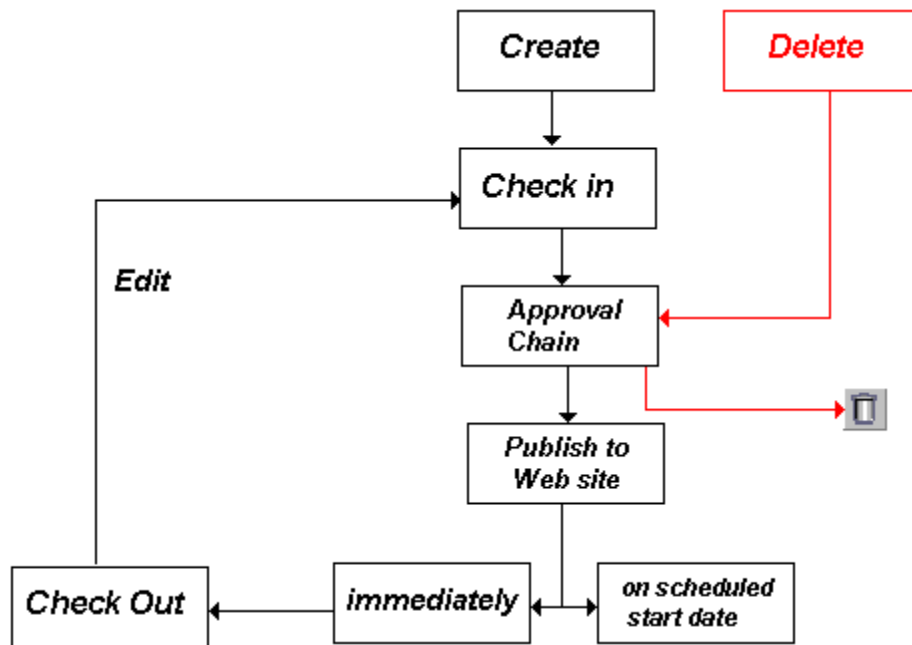 Create
Delete
Check in
Edit
Approval
Chain
Publish to
Web site
Check Out
immediately
on scheduled
start date